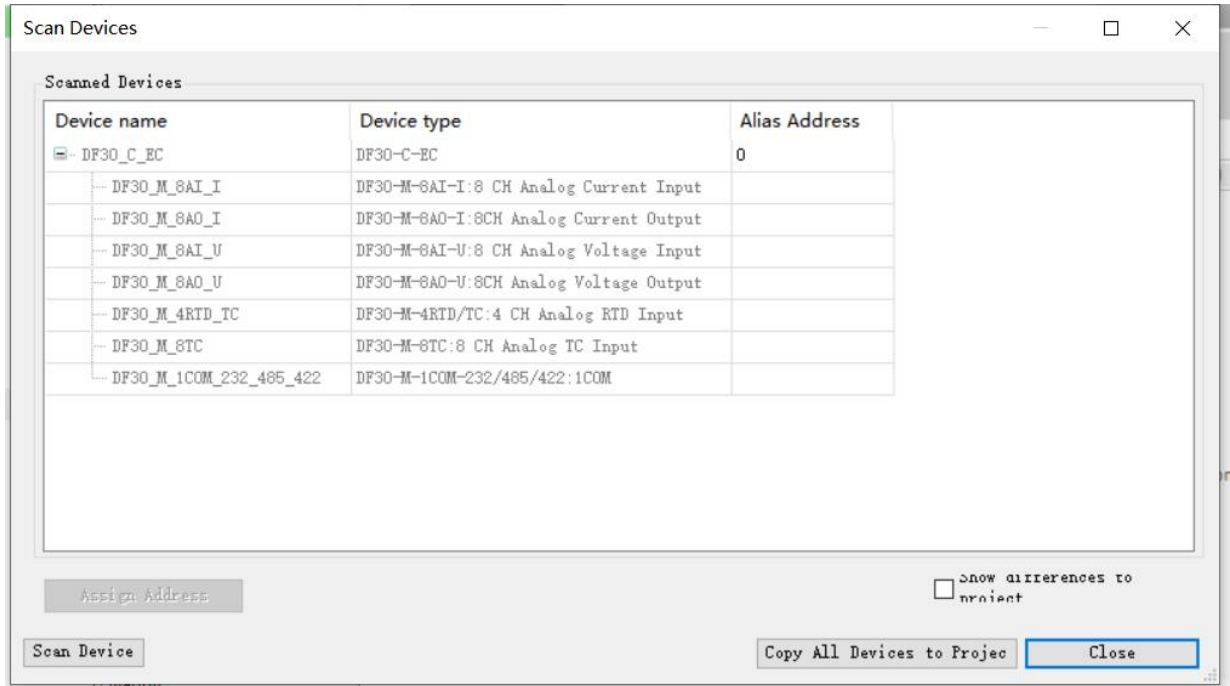 Scan Devices
Scanned Devices
Device name Device type Alias Address
DF30_C_EC DF30-C-EC 0
DF30_M_8AI_I DF30-M-8AI-I:8 CH Analog Current Input
DF30_M_8AO_I DF30-M-8AO-I:8CH Analog Current Output
DF30_M_8AI_U DF30-M-8AI-U:8 CH Analog Voltage Input
DF30_M_8AO_U DF30-M-8AO-U:8CH Analog Voltage Output
DF30_M_4RTD_TC DF30-M-4RTD/TC:4 CH Analog RTD Input
DF30_M_8TC DF30-M-8TC:8 CH Analog TC Input
DF30_M_1COM_232_485_422 DF30-M-1COM-232/485/422:1COM
Assign Address
Show differences to
project
Scan Device
Copy All Devices to Projec
Close